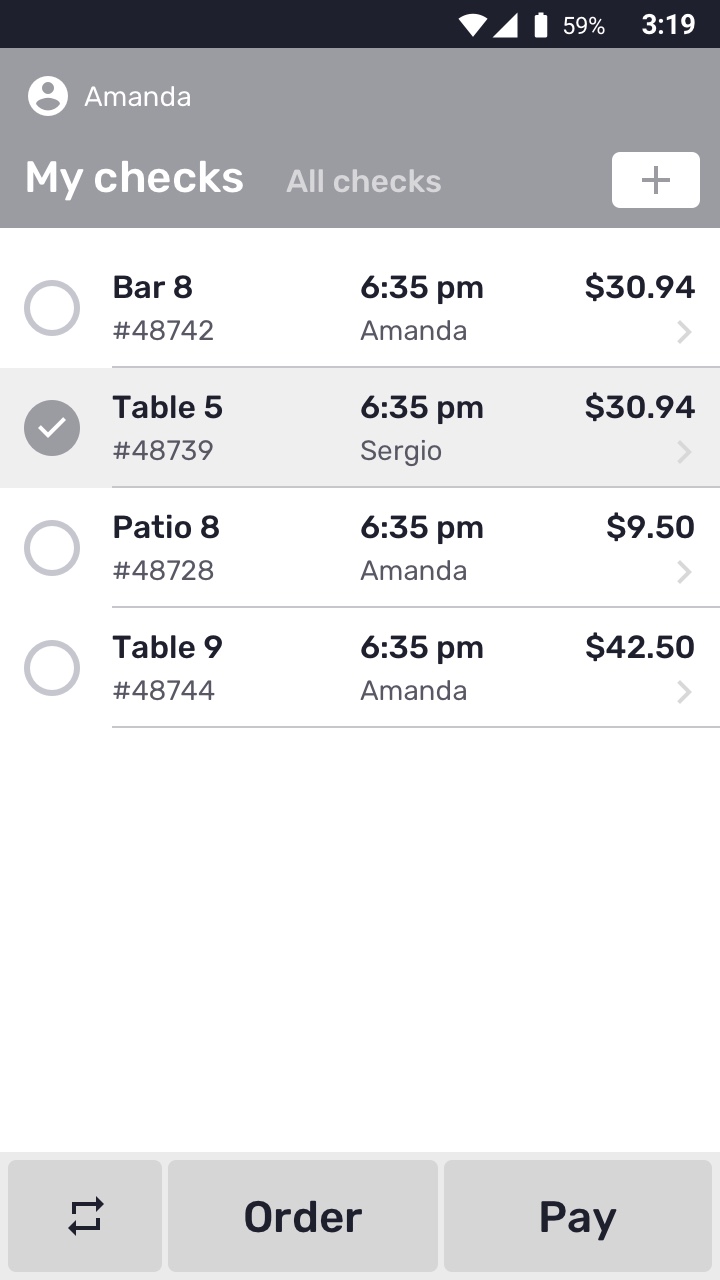 59% 3:19
Amanda
My checks All checks
Bar 8 6:35 pm $30.94
#48742 Amanda
Table 5 6:35 pm $30.94
#48739 Sergio
Patio 8 6:35 pm $9.50
#48728 Amanda
Table 9 6:35 pm $42.50
#48744 Amanda
Order Pay